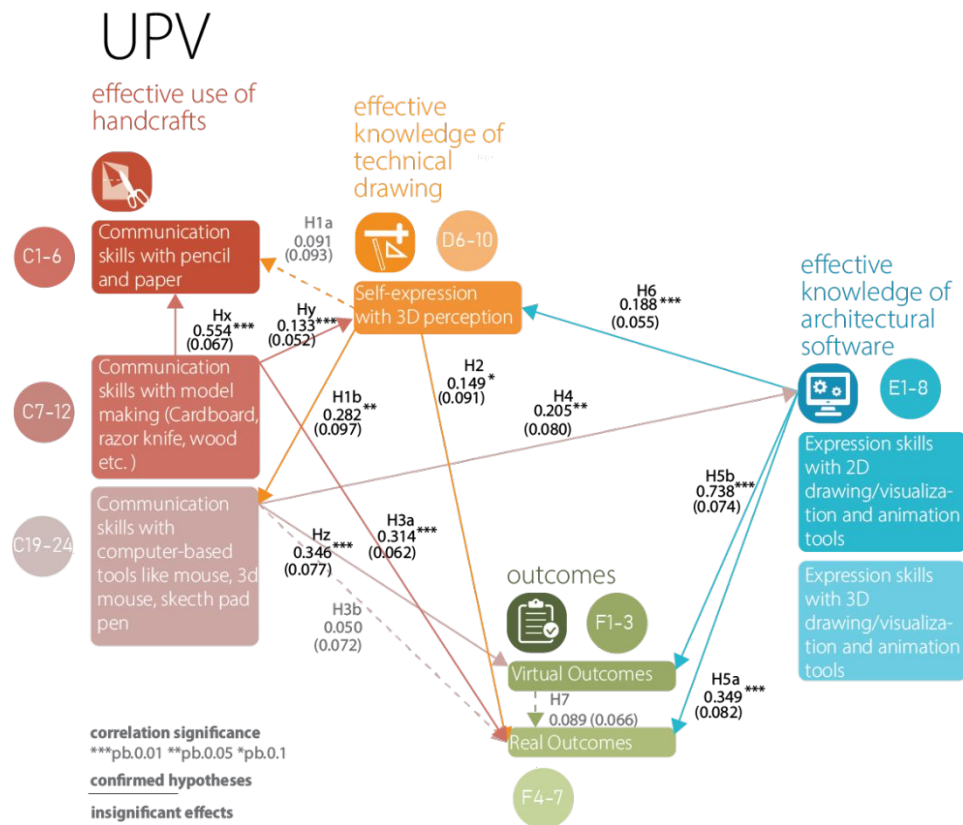 UPV
effective use of
handcrafts
effective
knowledge of
technical
drawing
C1-6
Communication
skills with pencil
and paper
H1a
0.091
(0.093)
D6-10
Self-expression
with 3D perception
H6
0.188 ***
(0.055)
effective
knowledge of
architectural
software
E1-8
Hx
0.554 ***
(0.067)
Hy
0.133 ***
(0.052)
C7-12
Communication
skills with model
making (Cardboard,
razor knife, wood
etc. )
H1b
0.282 **
(0.097)
H2
0.149 *
(0.091)
H4
0.205 **
(0.080)
Expression skills
with 2D
drawing/visualiza-
tion and animation
tools
C19-24
Communication
skills with
computer-based
tools like mouse, 3d
mouse, skecth pad
pen
Hz
0.346 ***
(0.077)
H3a
0.314 ***
(0.062)
H5b
0.738 ***
(0.074)
H3b
0.050
(0.072)
outcomes
F1-3
Expression skills
with 3D
drawing/visualiza-
tion and animation
tools
Virtual Outcomes
H7
0.089 (0.066)
H5a
0.349 ***
(0.082)
Real Outcomes
F4-7
correlation significance
***pb.0.01 **pb.0.05 *pb.0.1
confirmed hypotheses
insignificant effects